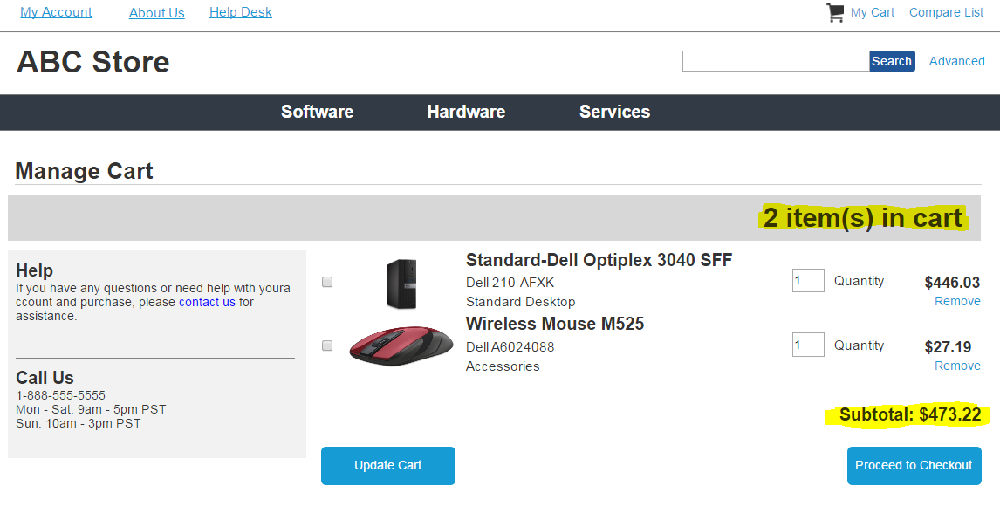 My Account About Us Help Desk My Cart Compare List
ABC Store Search Advanced
Software Hardware Services
Manage Cart
2 item(s) in cart
Help
If you have any questions or need help with youra
ccount and purchase, please contact us for
assistance.
Call Us
1-888-555-5555
Mon - Sat: 9am - 5pm PST
Sun: 10am - 3pm PST
Standard-Dell Optiplex 3040 SFF
Dell 210-AFXK 1 Quantity $446.03
Standard Desktop Remove
Wireless Mouse M525
Dell A6024088 1 Quantity $27.19
Accessories Remove
Subtotal: $473.22
Update Cart Proceed to Checkout